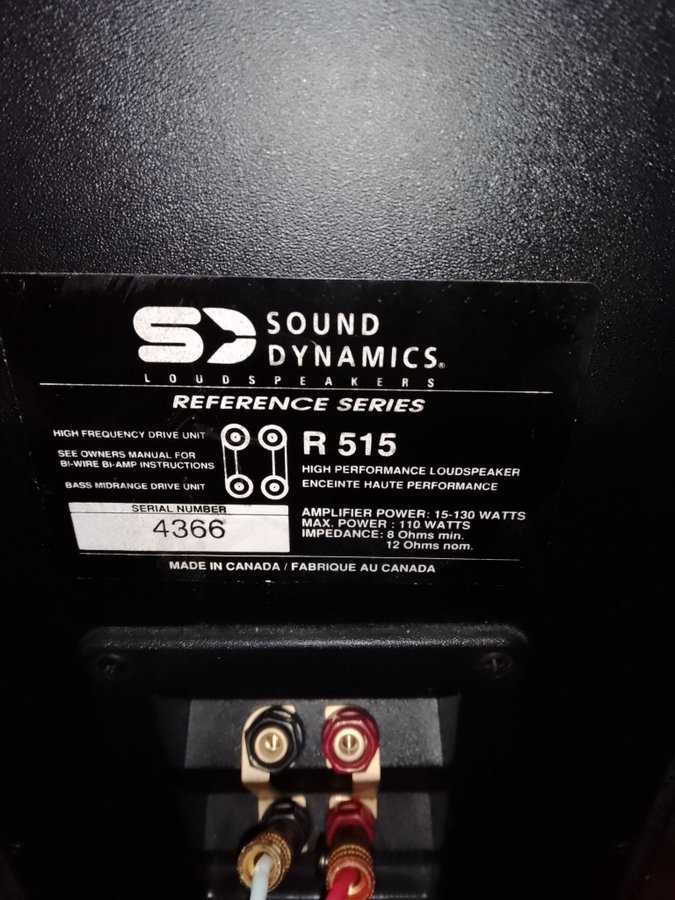 SD SOUND
DYNAMICS®
LOUDSPEAKERS
REFERENCE SERIES
HIGH FREQUENCY DRIVE UNIT
SEE OWNERS MANUAL FOR
BI-WIRE BI-AMP INSTRUCTIONS
BASS MIDRANGE DRIVE UNIT
R 515
HIGH PERFORMANCE LOUDSPEAKER
ENCEINTE HAUTE PERFORMANCE
SERIAL NUMBER
4366
AMPLIFIER POWER: 15-130 WATTS
MAX. POWER : 110 WATTS
IMPEDANCE: 8 Ohms min.
12 Ohms nom.
MADE IN CANADA / FABRIQUE AU CANADA